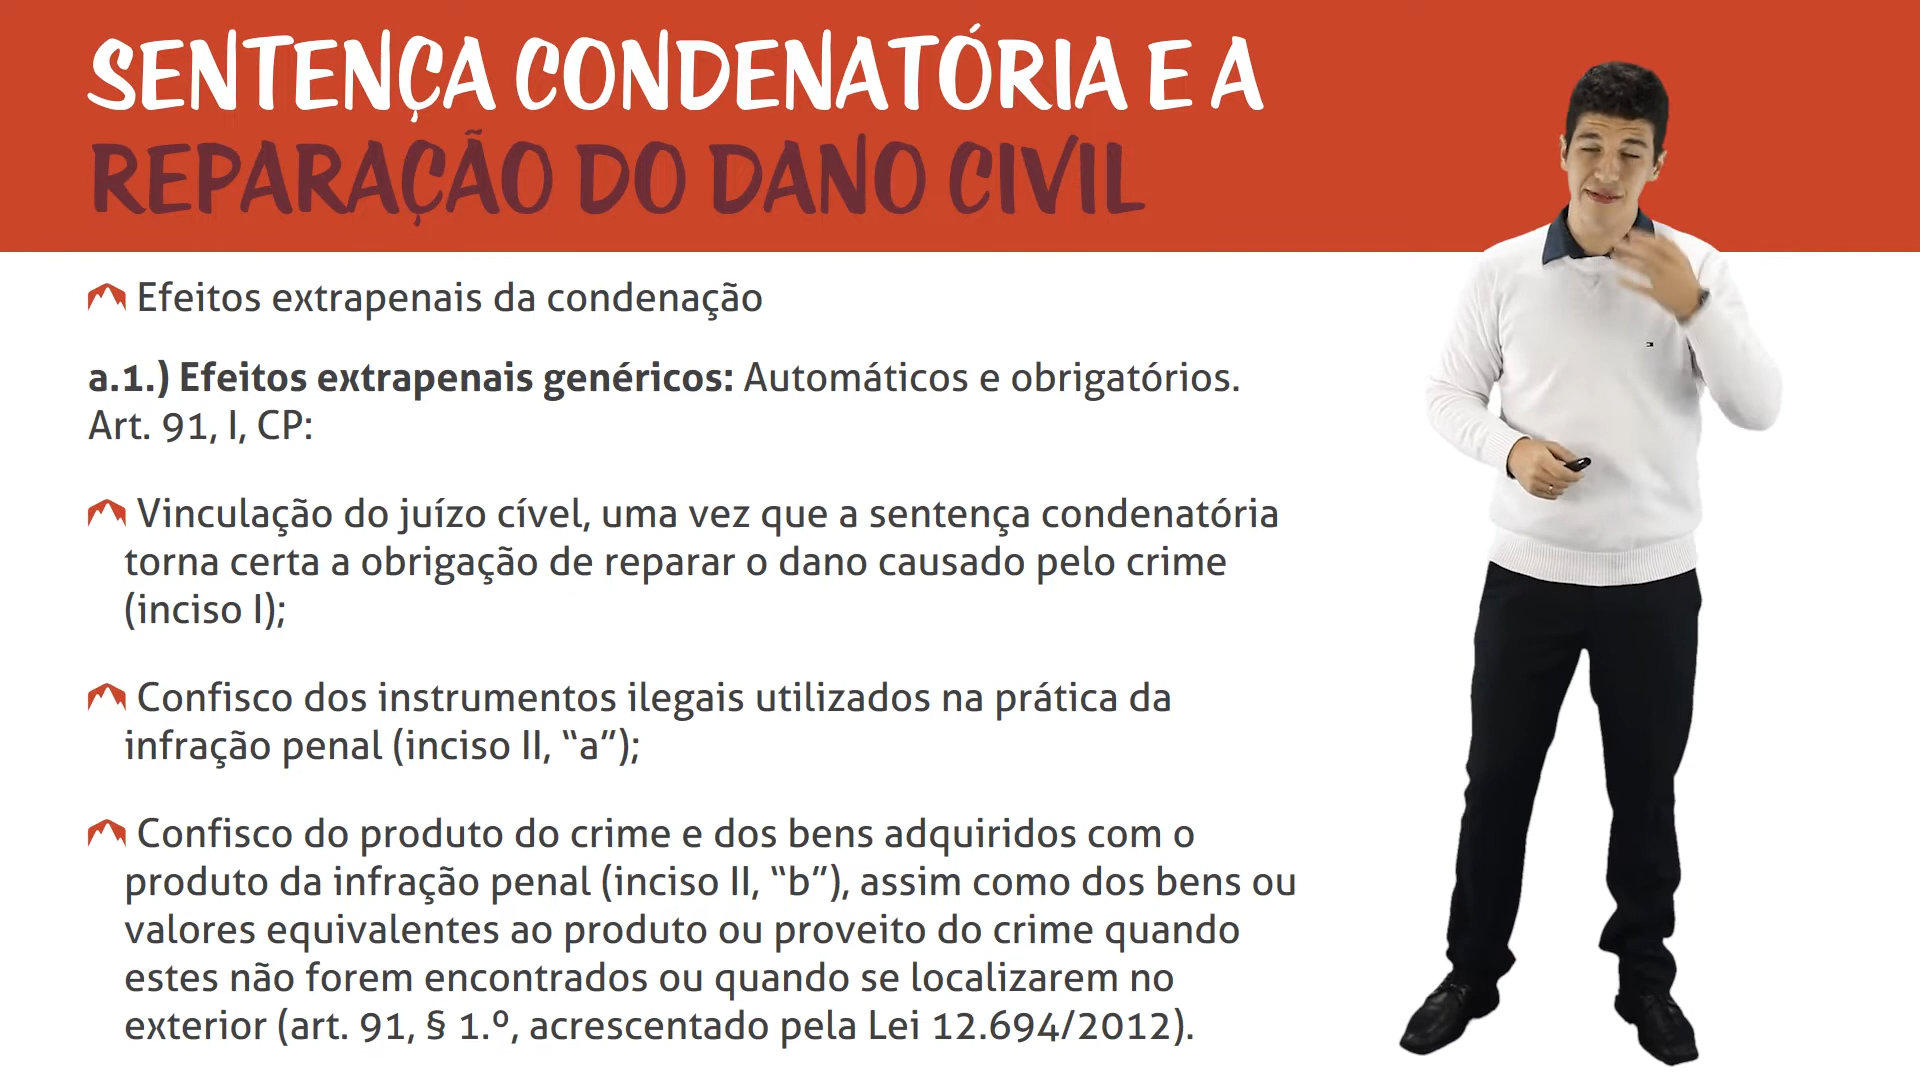 SENTENÇA CONDENATÓRIA E A
REPARAÇÃO DO DANO CIVIL
Efeitos extrapenais da condenação
a.1.) Efeitos extrapenais genéricos: Automáticos e obrigatórios.
Art. 91, I, CP:
Vinculação do juízo cível, uma vez que a sentença condenatória
torna certa a obrigação de reparar o dano causado pelo crime
(inciso I);
Confisco dos instrumentos ilegais utilizados na prática da
infração penal (inciso II, “a”);
Confisco do produto do crime e dos bens adquiridos com o
produto da infração penal (inciso II, “b”), assim como dos bens ou
valores equivalentes ao produto ou proveito do crime quando
estes não forem encontrados ou quando se localizarem no
exterior (art. 91, § 1.º, acrescentado pela Lei 12.694/2012).